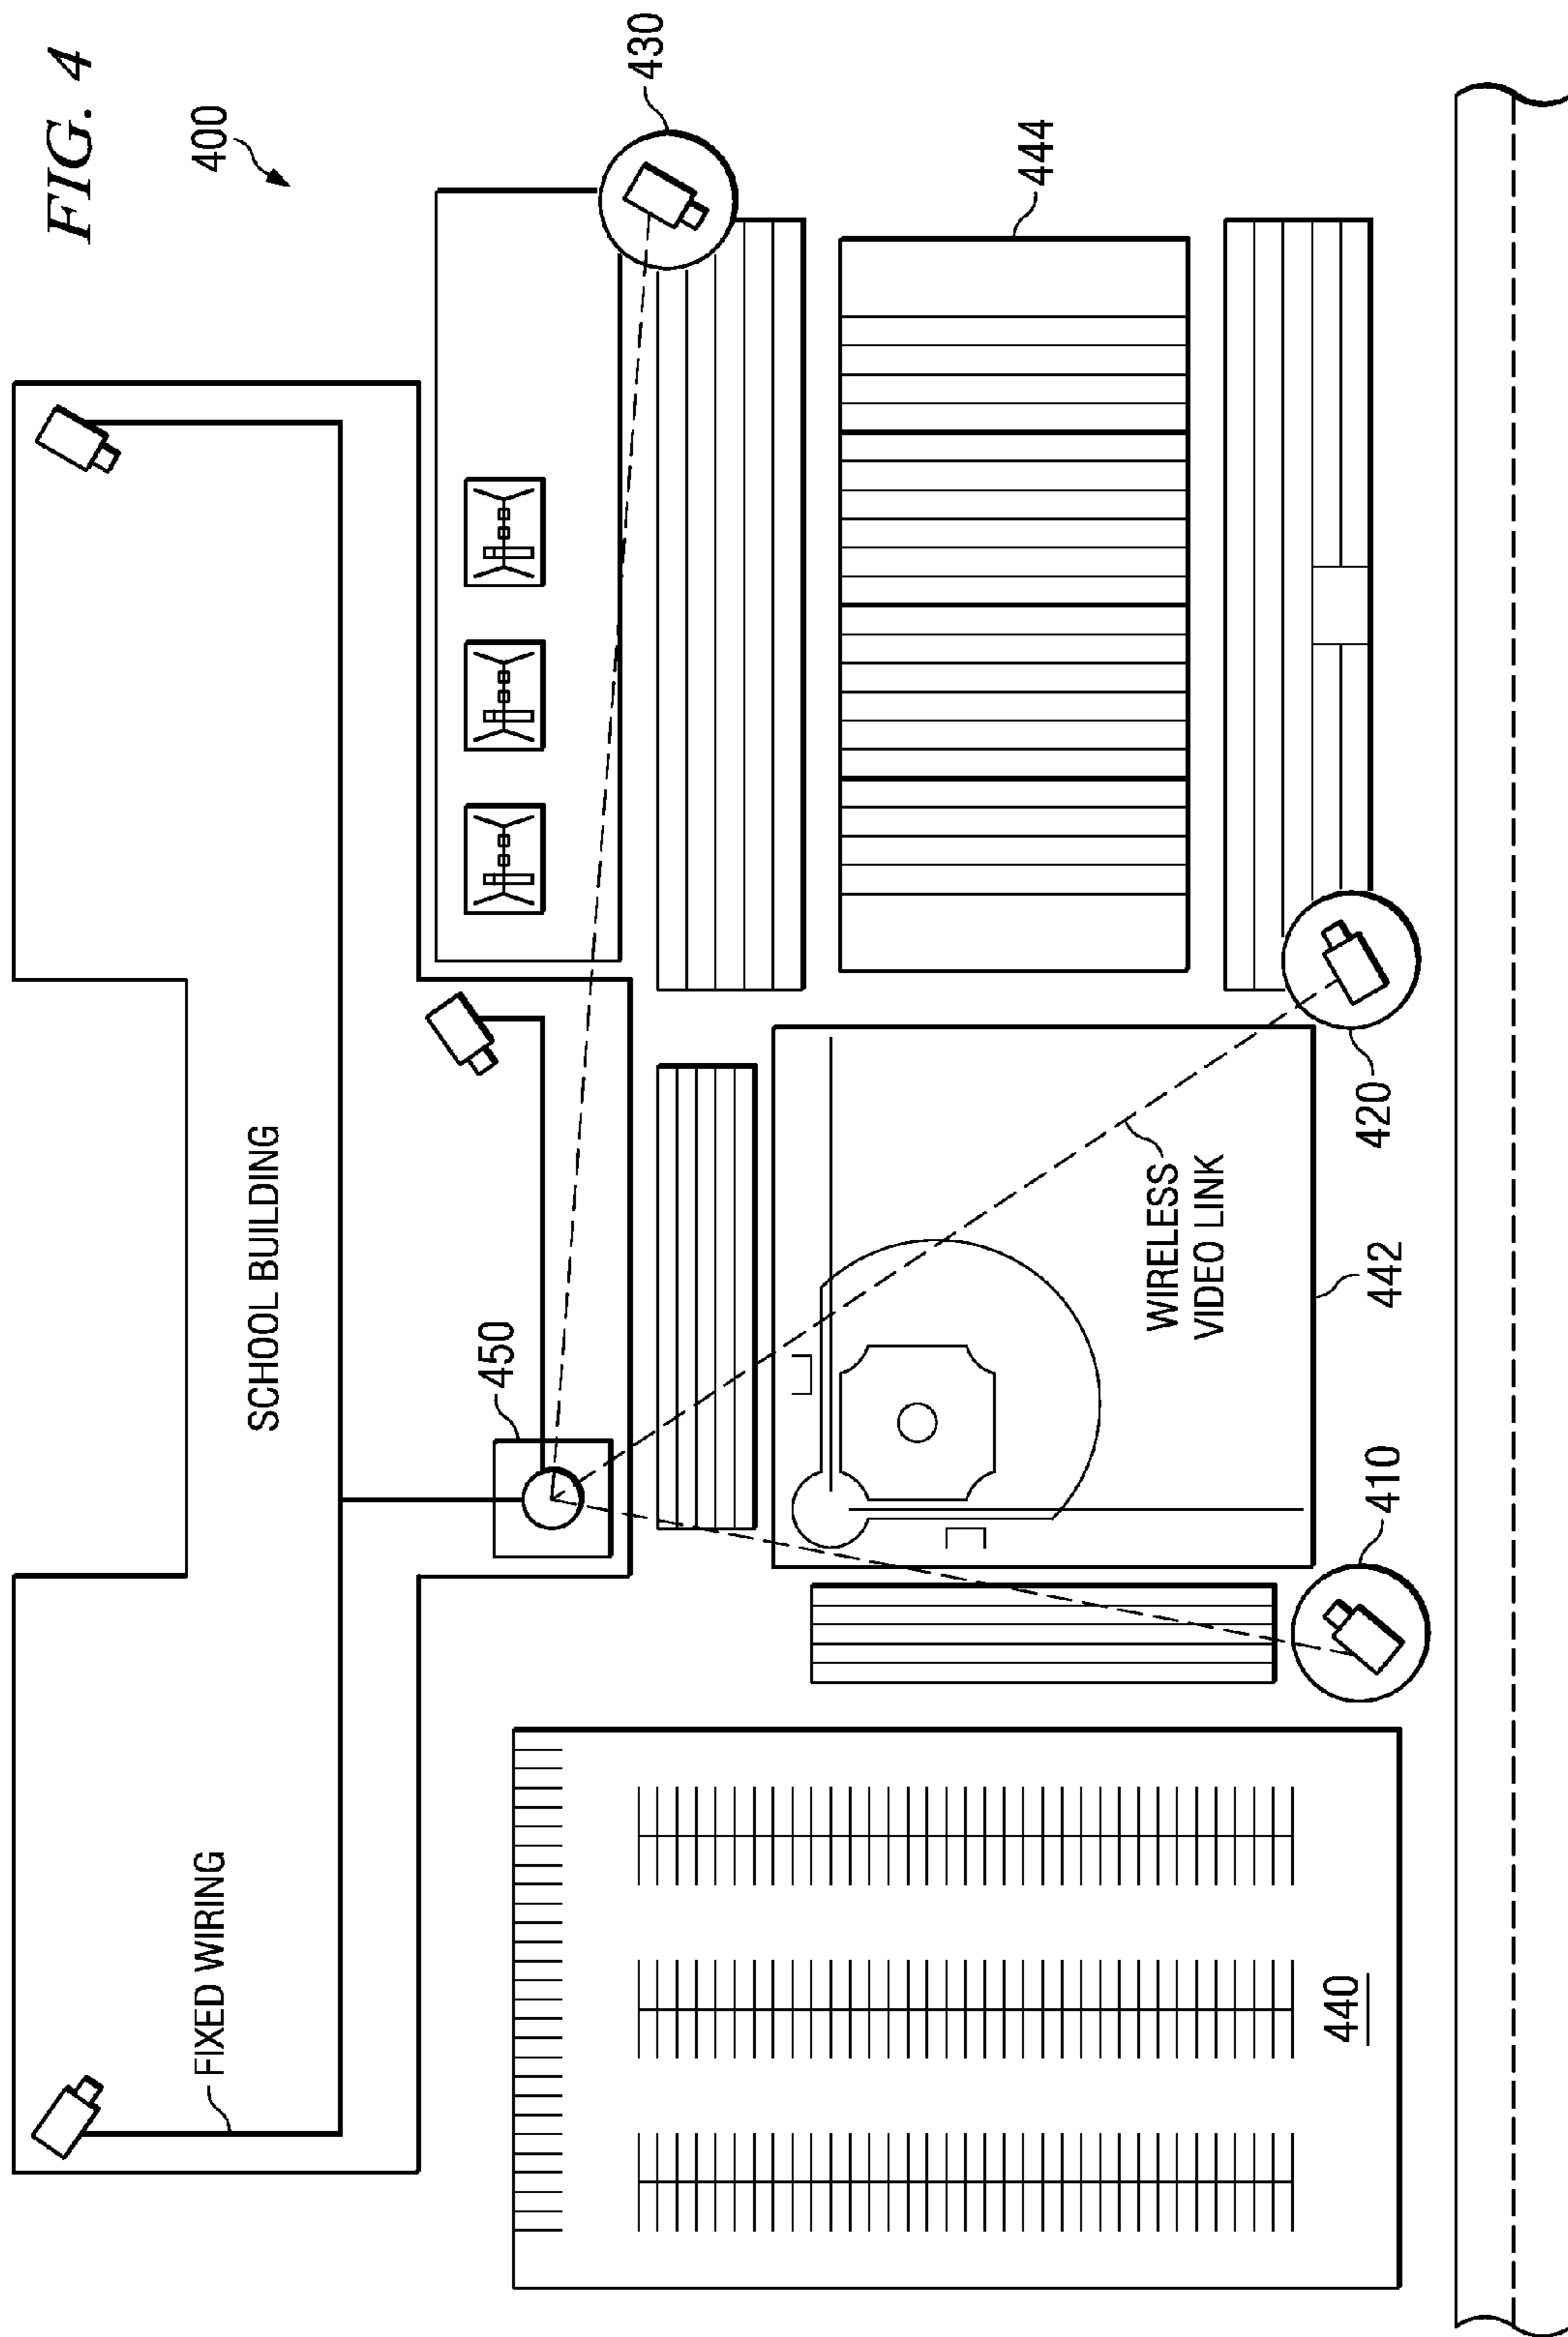 FIG. 4
400
SCHOOL BUILDING
FIXED WIRING
450
430
444
WIRELESS
VIDEO LINK
442
420
410
440